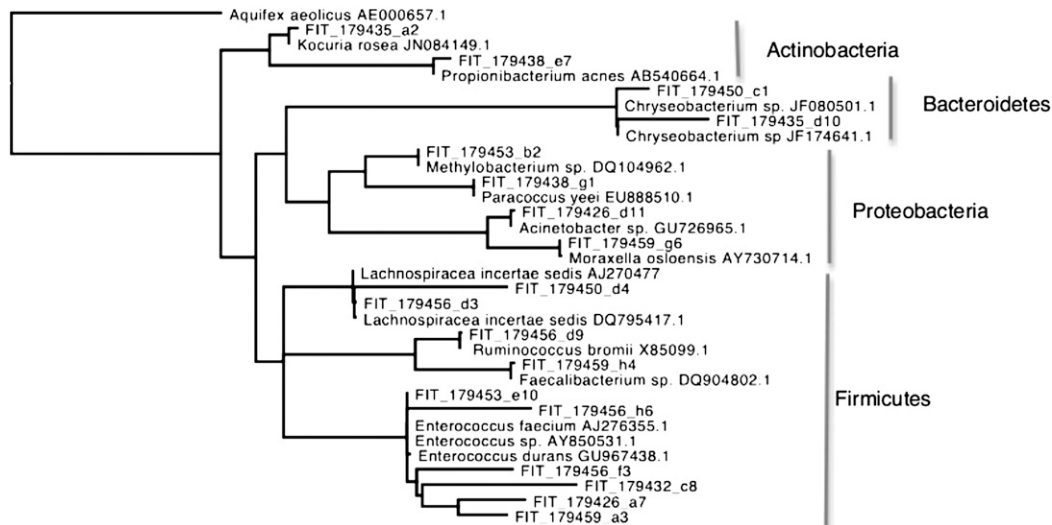 Aquifex aeolicus AE000657.1
FIT_179435_a2
Kocuria rosea JN084149.1
FIT_179438_e7
Propionibacterium acnes AB540664.1
Actinobacteria
FIT_179450_c1
Chryseobacterium sp. JF080501.1
FIT_179435_d10
Chryseobacterium sp JF174641.1
Bacteroidetes
FIT_179453_b2
Methylobacterium sp. DQ104962.1
FIT_179438_g1
Paracoccus yeei EU888510.1
FIT_179426_d11
Acinetobacter sp. GU726965.1
FIT_179459_g6
Moraxella osloensis AY730714.1
Proteobacteria
Lachnospiracea incertae sedis AJ270477
FIT_179450_d4
FIT_179456_d3
Lachnospiracea incertae sedis DQ795417.1
FIT_179456_d9
Ruminococcus bromii X85099.1
FIT_179459_h4
Faecalibacterium sp. DQ904802.1
FIT_179453_e10
FIT_179456_h6
Enterococcus faecium AJ276355.1
Enterococcus sp. AY850531.1
Enterococcus durans GU967438.1
FIT_179456_f3
FIT_179432_c8
FIT_179426_a7
FIT_179459_a3
Firmicutes